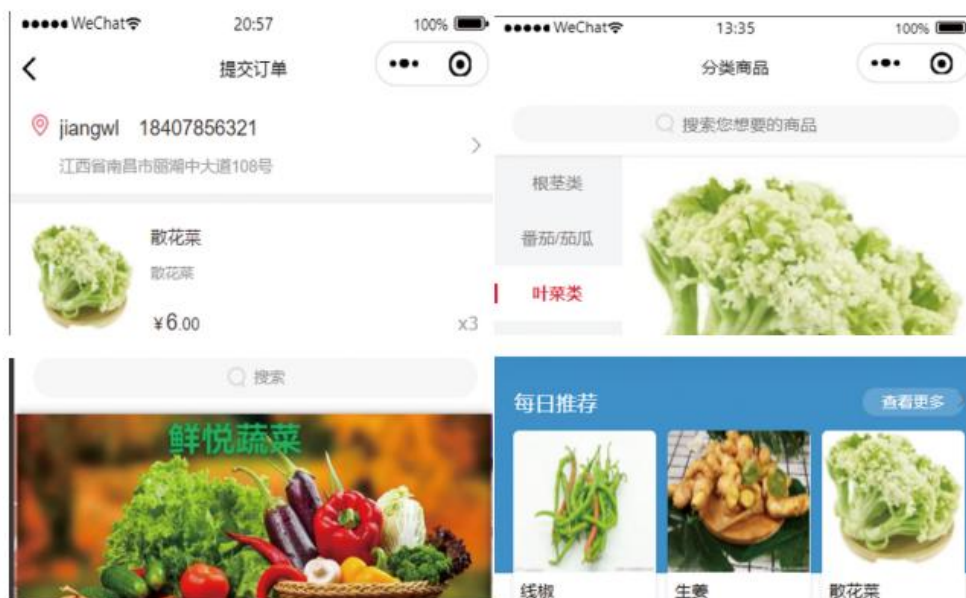 WeChat 20:57 100%
提交订单
jiangwl 18407856321
江西省南昌市丽湖中大道108号
散花菜
散花菜
¥6.00 x3
WeChat 13:35 100%
分类商品
搜索您想要的商品
根茎类
番茄/茄瓜
叶菜类
搜索
鲜悦蔬菜
每日推荐 查看更多
线椒 生姜 散花菜